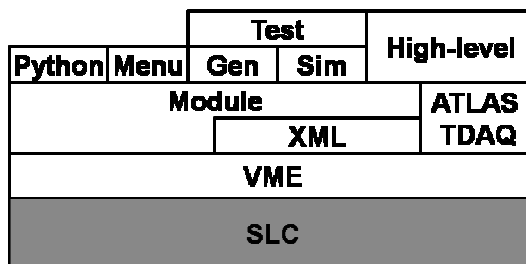 Test
High-level
Python Menu Gen Sim
Module
ATLAS
TDAQ
XML
VME
SLC